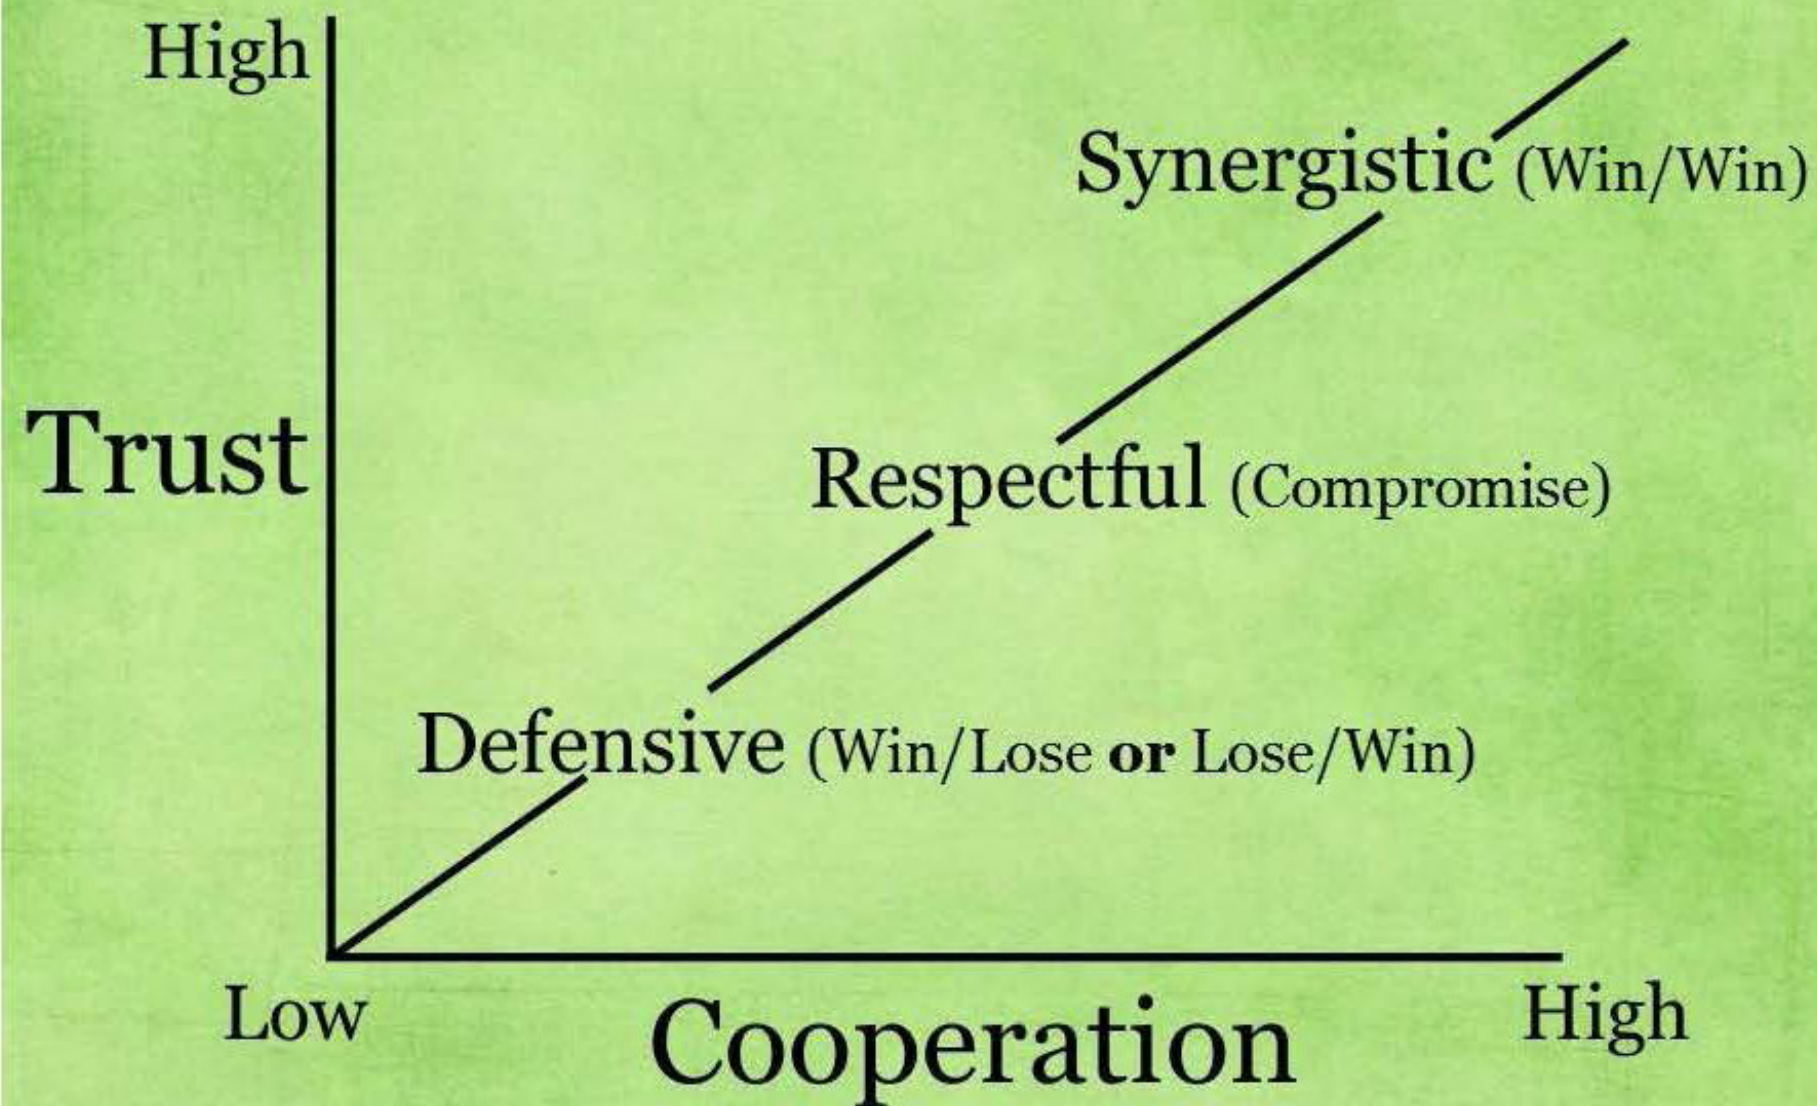 High
Synergistic (Win/Win)
Trust
Respectful (Compromise)
Defensive (Win/Lose or Lose/Win)
Low
Cooperation
High